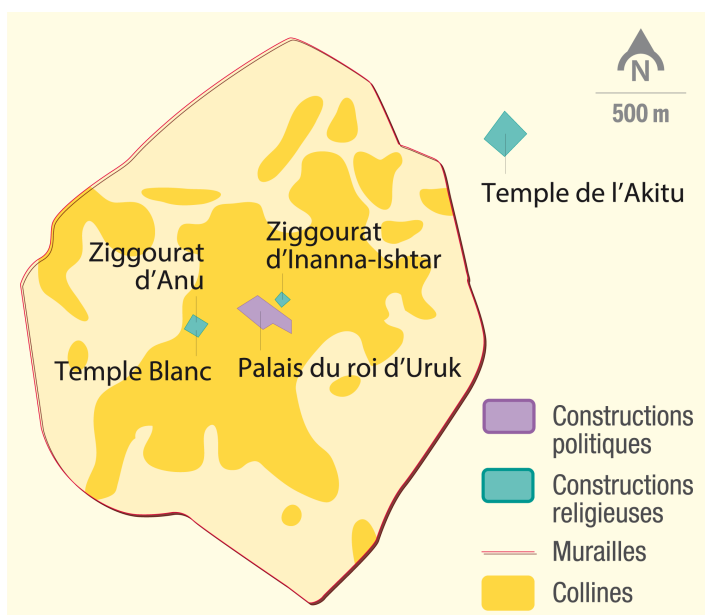 N
500 m
Temple de l'Akitu
Ziggourat
d'Inanna-Ishtar
Ziggourat
d'Anu
Temple Blanc
Palais du roi d'Uruk
Constructions
politiques
Constructions
religieuses
Murailles
Collines